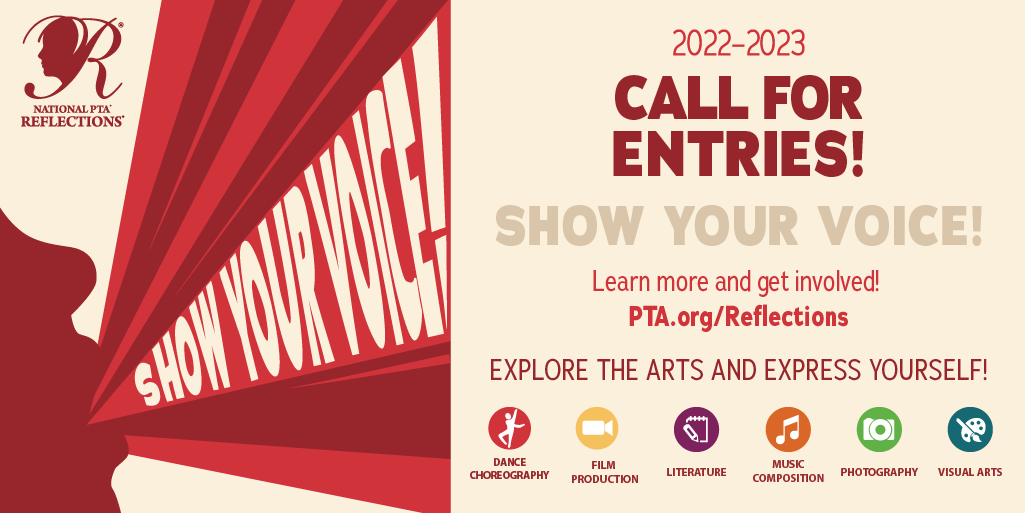 R®
NATIONAL PTA®
REFLECTIONS®
SHOW YOUR VOICE!
2022–2023
CALL FOR
ENTRIES!
SHOW YOUR VOICE!
Learn more and get involved!
PTA.org/Reflections
EXPLORE THE ARTS AND EXPRESS YOURSELF!
DANCE
CHOREOGRAPHY
FILM
PRODUCTION
LITERATURE
MUSIC
COMPOSITION
PHOTOGRAPHY
VISUAL ARTS